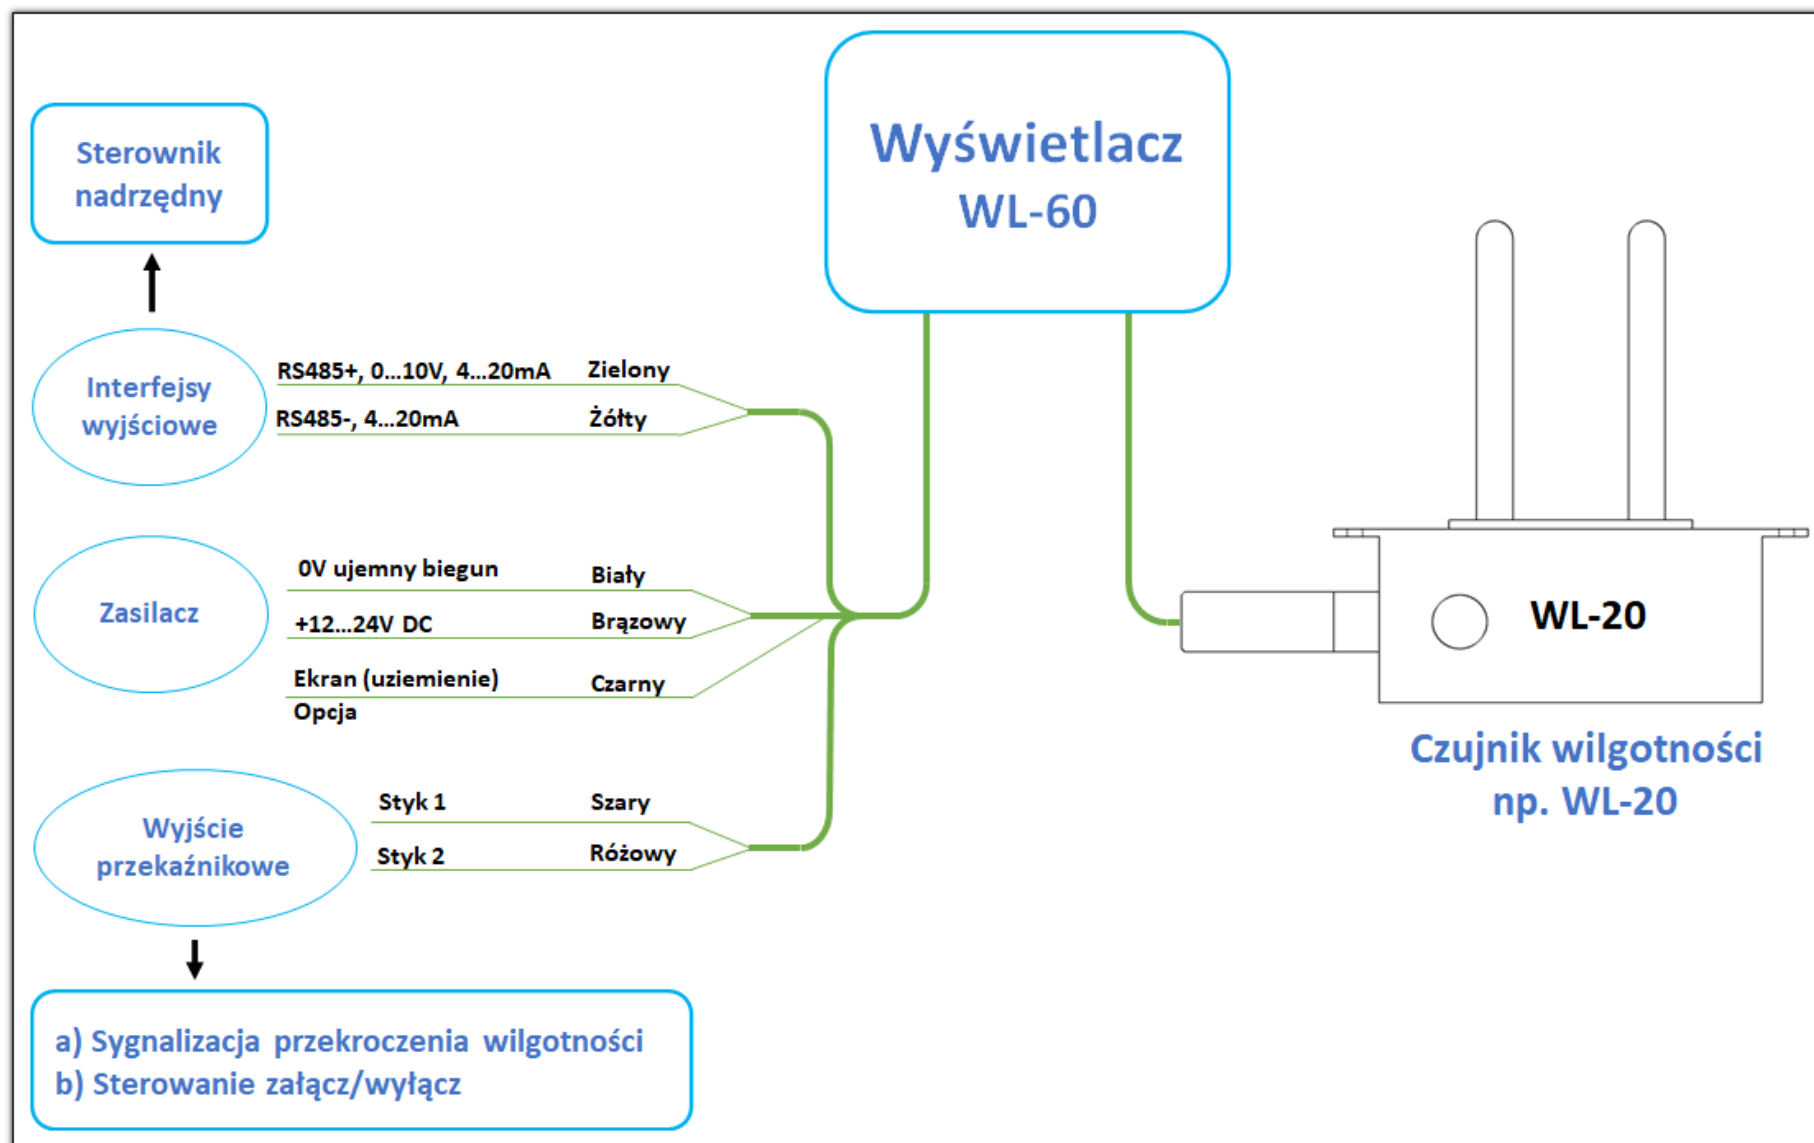 Wyświetlacz
WL-60
Sterownik
nadrzędny
Interfejsy
wyjściowe
RS485+, 0...10V, 4...20mA Zielony
RS485-, 4...20mA Żółty
Zasilacz
0V ujemny biegun Biały
+12...24V DC Brązowy
Ekran (uziemienie) Czarny
Opcja
Wyjście
przekaźnikowe
Styk 1 Szary
Styk 2 Różowy
a) Sygnalizacja przekroczenia wilgotności
b) Sterowanie załącz/wyłącz
WL-20
Czujnik wilgotności
np. WL-20